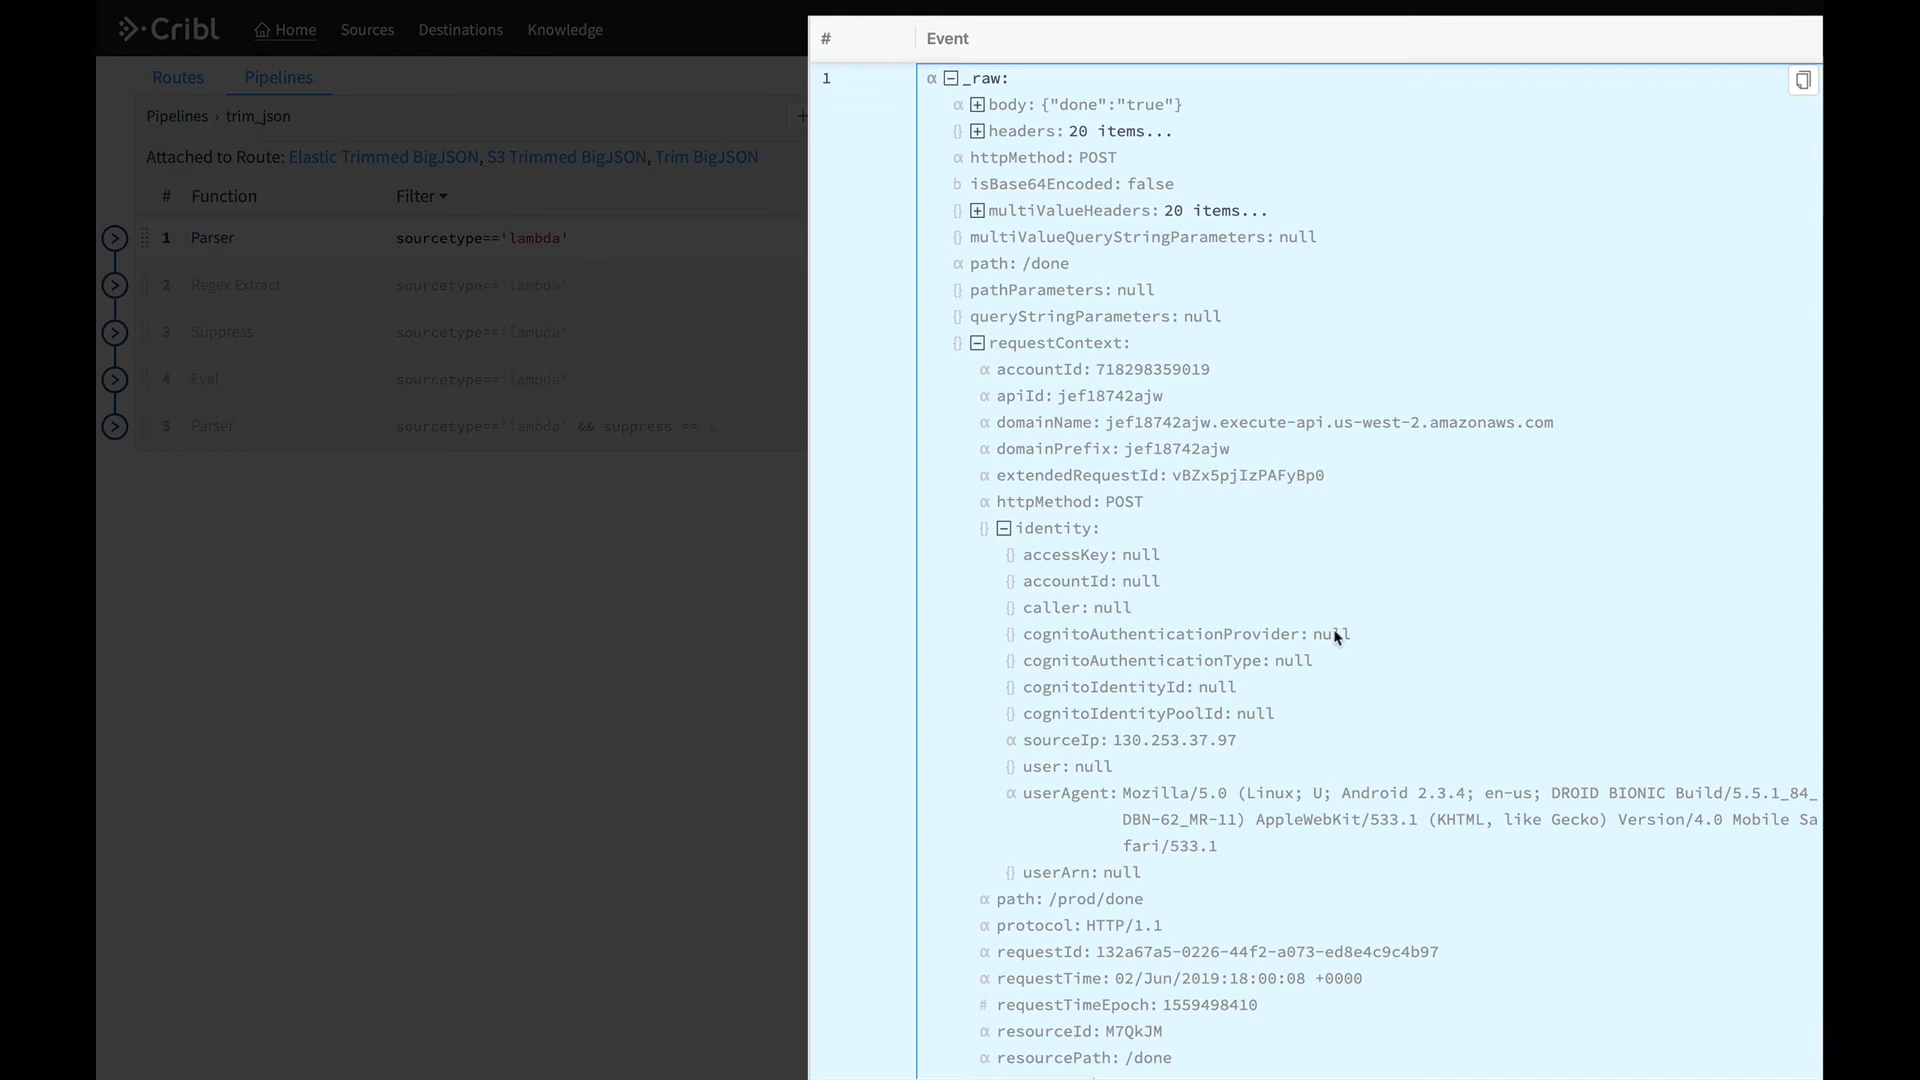 Cribl
Home Sources Destinations Knowledge
Routes Pipelines
Pipelines › trim_json +
Attached to Route: Elastic Trimmed BigJSON, S3 Trimmed BigJSON, Trim BigJSON
# Function Filter
1 Parser sourcetype=='lambda'
2 Regex Extract sourcetype=='lambda'
3 Suppress sourcetype=='lambda'
4 Eval sourcetype=='lambda'
5 Parser sourcetype=='lambda' && suppress == 1
# Event
1
α _raw:
α body: {"done":"true"}
{} headers: 20 items...
α httpMethod: POST
b isBase64Encoded: false
{} multiValueHeaders: 20 items...
{} multiValueQueryStringParameters: null
α path: /done
{} pathParameters: null
{} queryStringParameters: null
{} requestContext:
α accountId: 718298359019
α apiId: jef18742ajw
α domainName: jef18742ajw.execute-api.us-west-2.amazonaws.com
α domainPrefix: jef18742ajw
α extendedRequestId: vBZx5pjIzPAFyBp0
α httpMethod: POST
{} identity:
{} accessKey: null
{} accountId: null
{} caller: null
{} cognitoAuthenticationProvider: null
{} cognitoAuthenticationType: null
{} cognitoIdentityId: null
{} cognitoIdentityPoolId: null
α sourceIp: 130.253.37.97
{} user: null
α userAgent: Mozilla/5.0 (Linux; U; Android 2.3.4; en-us; DROID BIONIC Build/5.5.1_84_
DBN-62_MR-11) AppleWebKit/533.1 (KHTML, like Gecko) Version/4.0 Mobile Sa
fari/533.1
{} userArn: null
α path: /prod/done
α protocol: HTTP/1.1
α requestId: 132a67a5-0226-44f2-a073-ed8e4c9c4b97
α requestTime: 02/Jun/2019:18:00:08 +0000
# requestTimeEpoch: 1559498410
α resourceId: M7QkJM
α resourcePath: /done